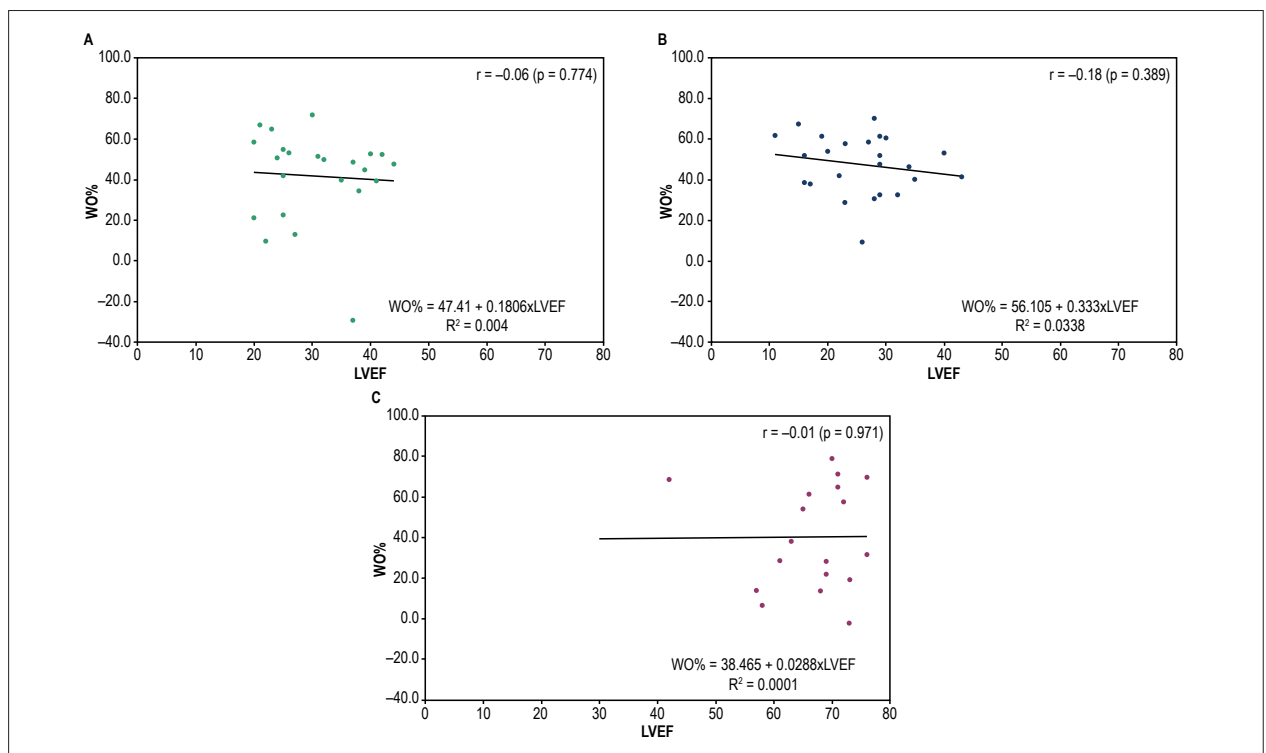 A
100.0
80.0
60.0
40.0
20.0
0.0
–20.0
–40.0
WO%
r = –0.06 (p = 0.774)
WO% = 47.41 + 0.1806xLVEF
R² = 0.004
0 10 20 30 40 50 60 70 80
LVEF
B
100.0
80.0
60.0
40.0
20.0
0.0
–20.0
–40.0
WO%
r = –0.18 (p = 0.389)
WO% = 56.105 + 0.333xLVEF
R² = 0.0338
0 10 20 30 40 50 60 70 80
LVEF
C
100.0
80.0
60.0
40.0
20.0
0.0
–20.0
–40.0
WO%
r = –0.01 (p = 0.971)
WO% = 38.465 + 0.0288xLVEF
R² = 0.0001
0 10 20 30 40 50 60 70 80
LVEF